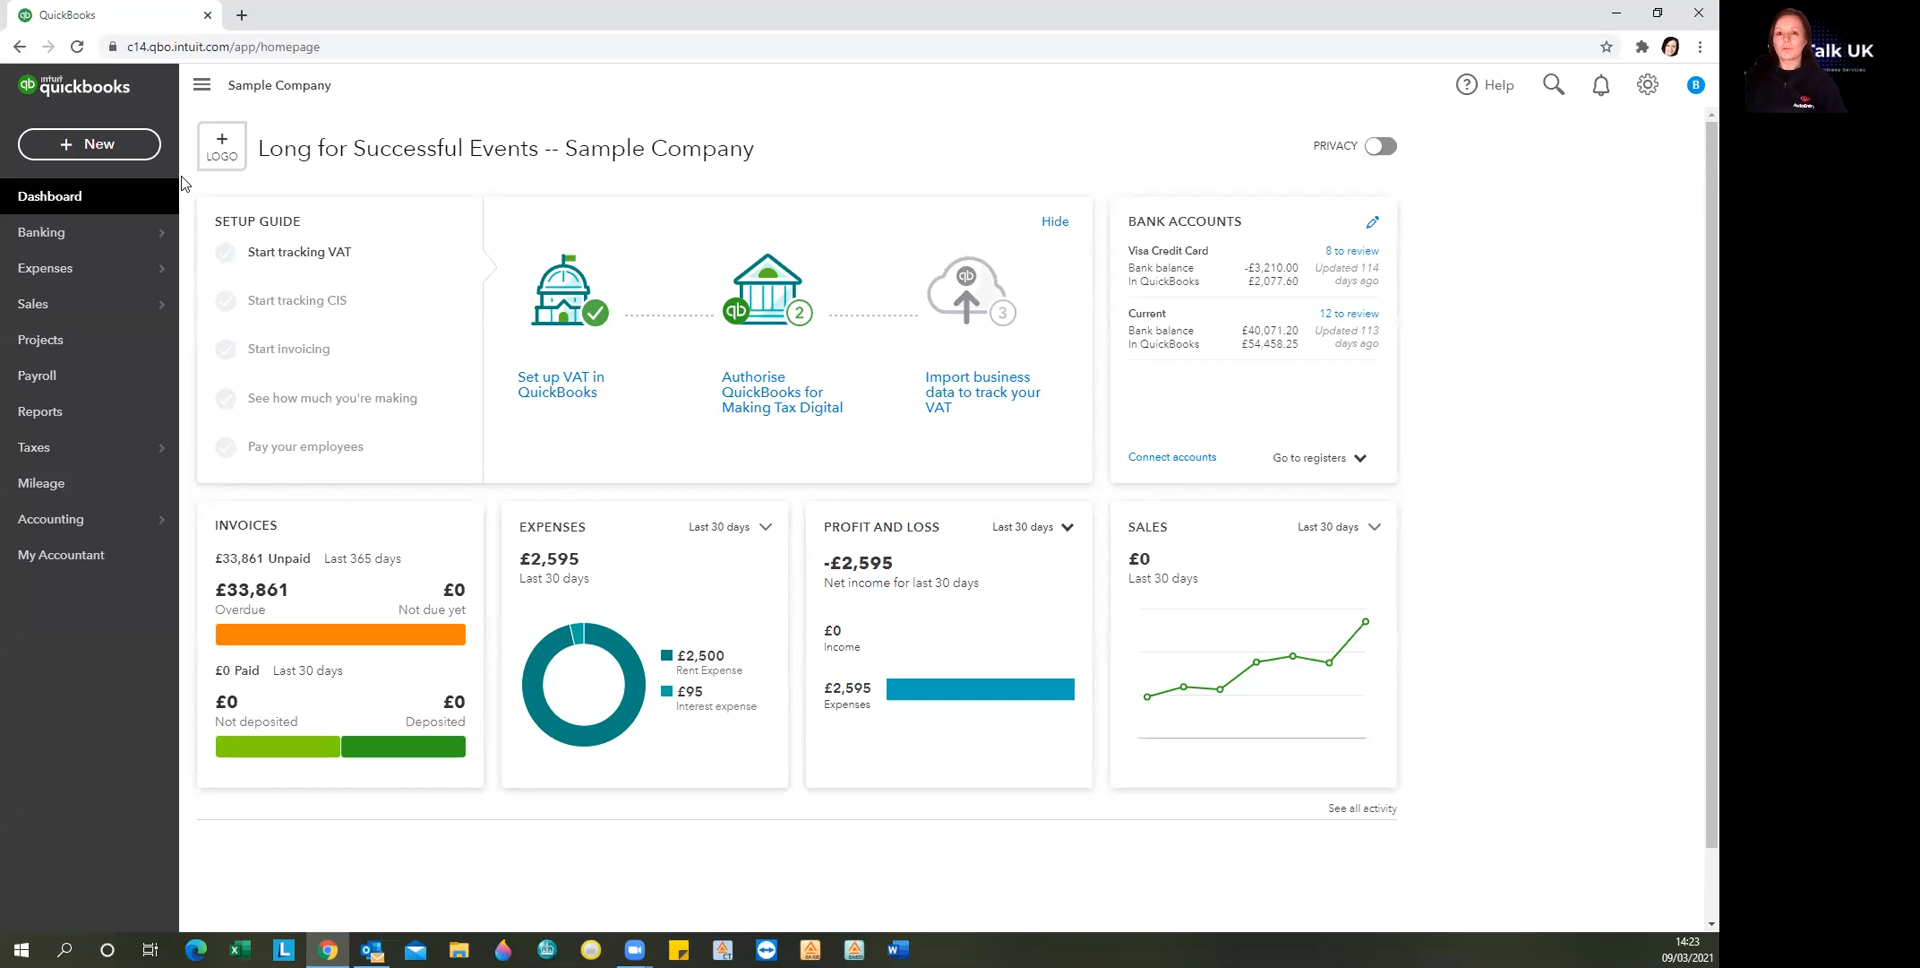 QuickBooks
c14.qbo.intuit.com/app/homepage
intuit quickbooks
Sample Company
Help
B
alk UK
+ New
+ LOGO
Long for Successful Events -- Sample Company
PRIVACY
Dashboard
Banking
Expenses
Sales
Projects
Payroll
Reports
Taxes
Mileage
Accounting
My Accountant
SETUP GUIDE
Start tracking VAT
Start tracking CIS
Start invoicing
See how much you're making
Pay your employees
Hide
qb
2
qb
3
Set up VAT in
QuickBooks
Authorise
QuickBooks for
Making Tax Digital
Import business
data to track your
VAT
BANK ACCOUNTS
Visa Credit Card 8 to review
Bank balance -£3,210.00 Updated 114
In QuickBooks £2,077.60 days ago
Current 12 to review
Bank balance £40,071.20 Updated 113
In QuickBooks £54,458.25 days ago
Connect accounts Go to registers
INVOICES
£33,861 Unpaid Last 365 days
£33,861 £0
Overdue Not due yet
£0 Paid Last 30 days
£0 £0
Not deposited Deposited
EXPENSES Last 30 days
£2,595
Last 30 days
£2,500
Rent Expense
£95
Interest expense
PROFIT AND LOSS Last 30 days
-£2,595
Net income for last 30 days
£0
Income
£2,595
Expenses
SALES Last 30 days
£0
Last 30 days
See all activity
14:23
09/03/2021